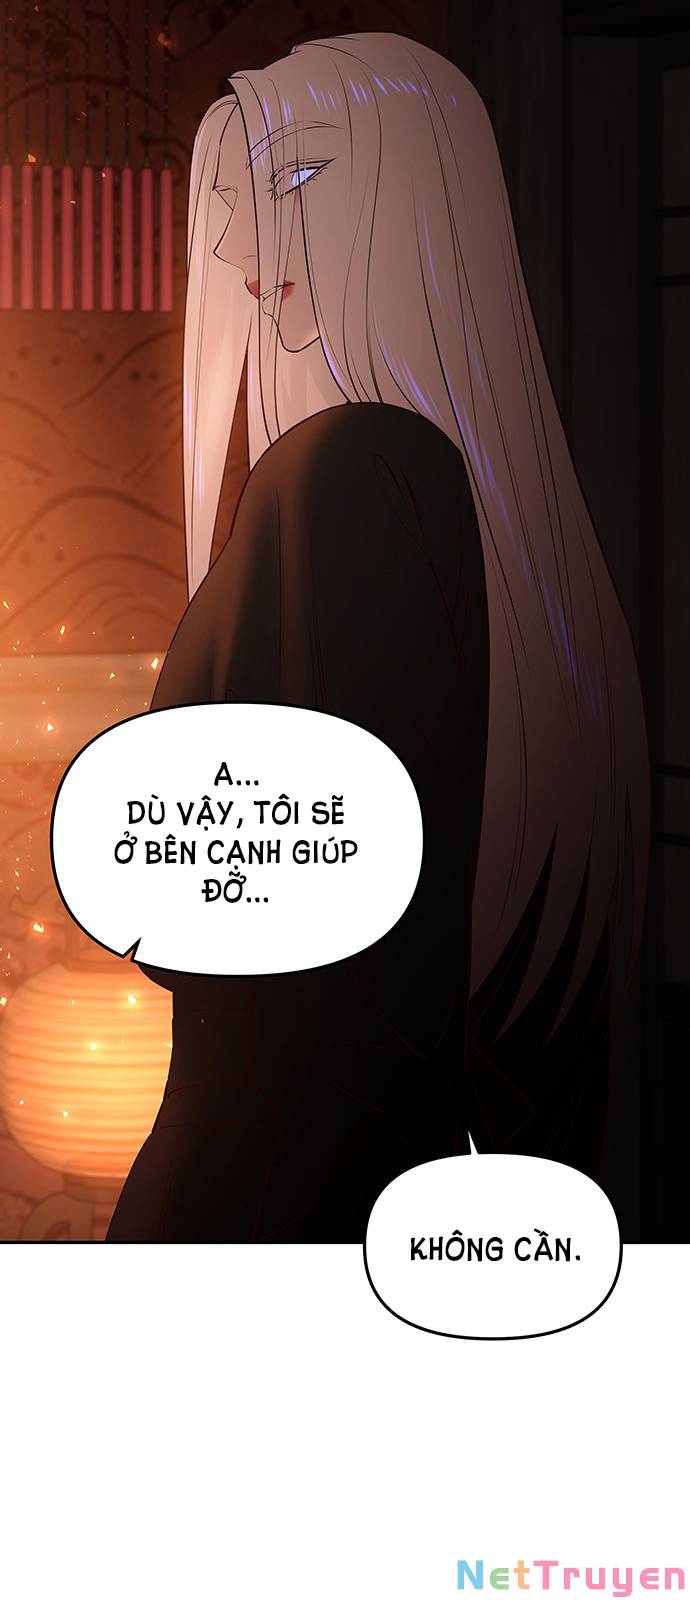 A...
DÙ VẬY, TÔI SẼ
Ở BÊN CẠNH GIÚP
ĐỠ...
KHÔNG CẦN.
NetTruyen